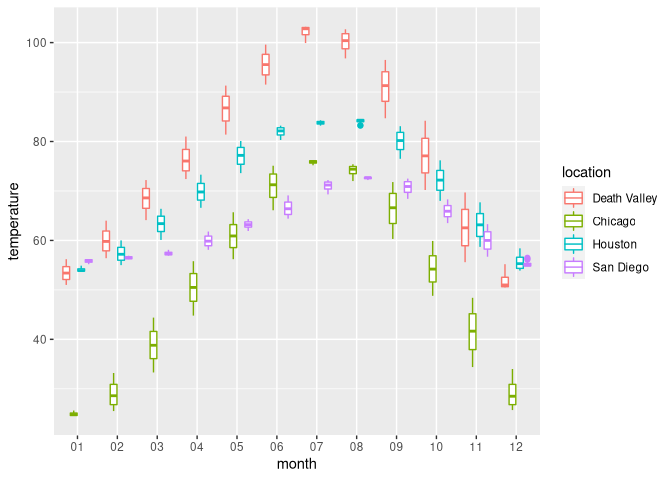 100
80
60
40
temperature
01 02 03 04 05 06 07 08 09 10 11 12
month
location
Death Valley
Chicago
Houston
San Diego